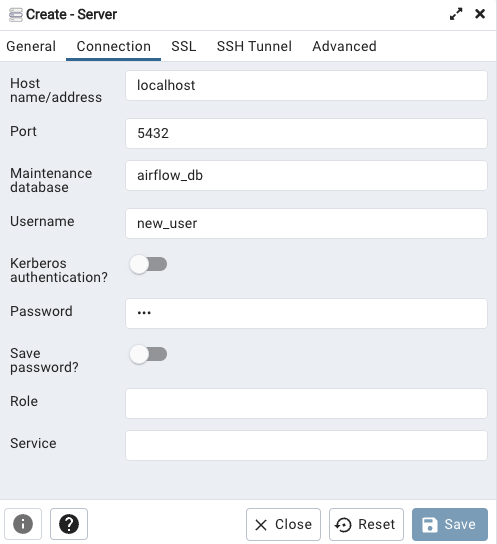 Create - Server
General Connection SSL SSH Tunnel Advanced
Host name/address
localhost
Port
5432
Maintenance database
airflow_db
Username
new_user
Kerberos authentication?
Password
•••
Save password?
Role
Service
Close Reset Save